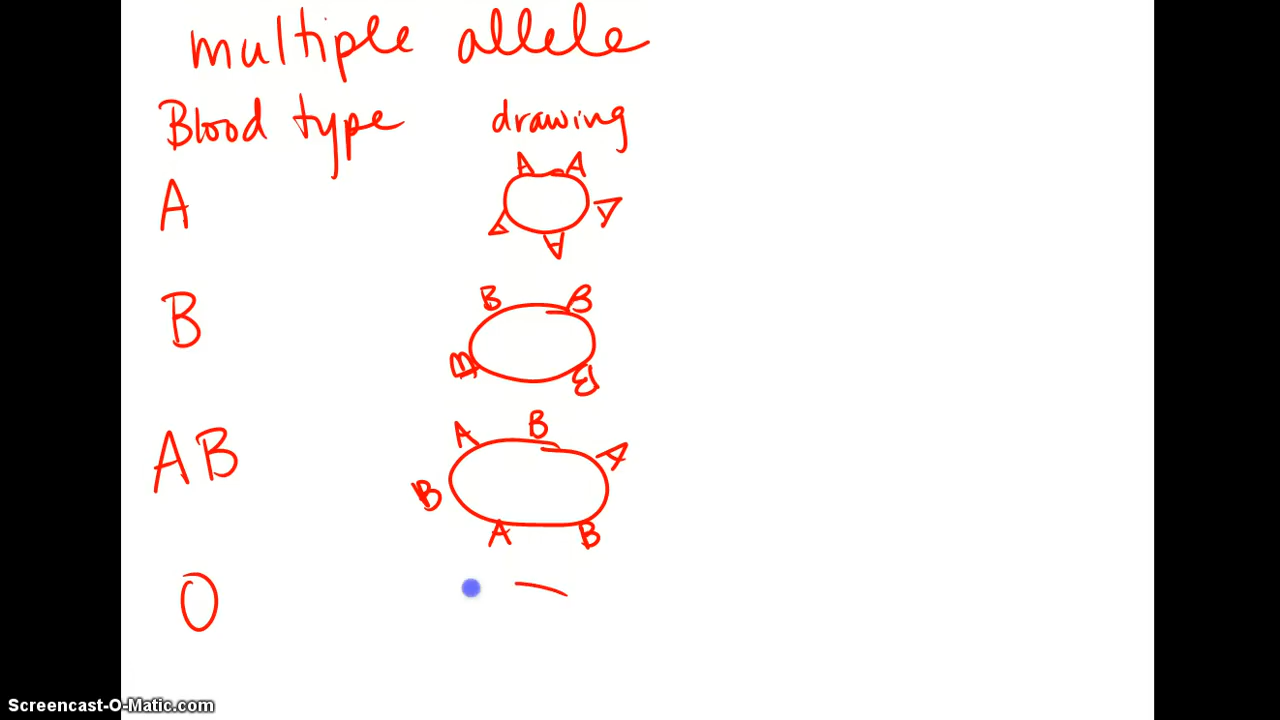 multiple allele
Blood type drawing
A
A A
A A
A
B
B B
B B
AB
A B A
B
A B
O
Screencast-O-Matic.com